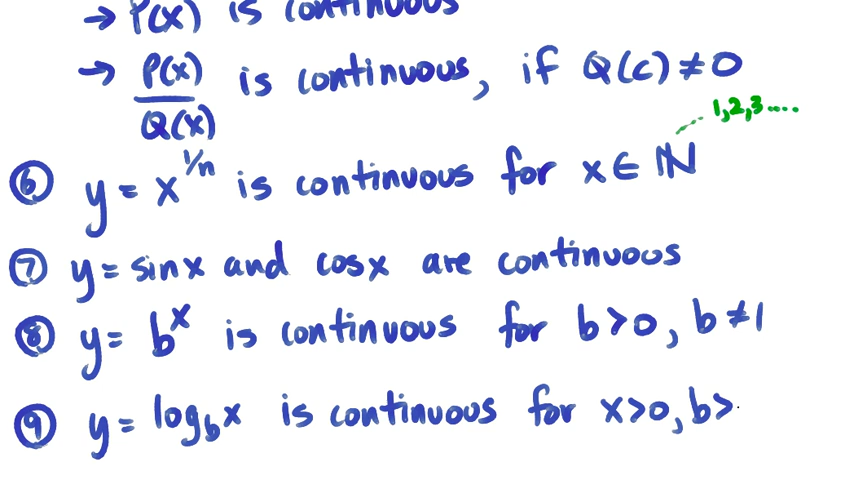 → P(x) is continuous
→ P(x)/Q(x) is continuous, if Q(c) ≠ 0
1,2,3....
⑥ y = x^{1/n} is continuous for x ∈ ℕ
⑦ y = sinx and cosx are continuous
⑧ y = b^x is continuous for b > 0, b ≠ 1
⑨ y = log_b x is continuous for x > 0, b >